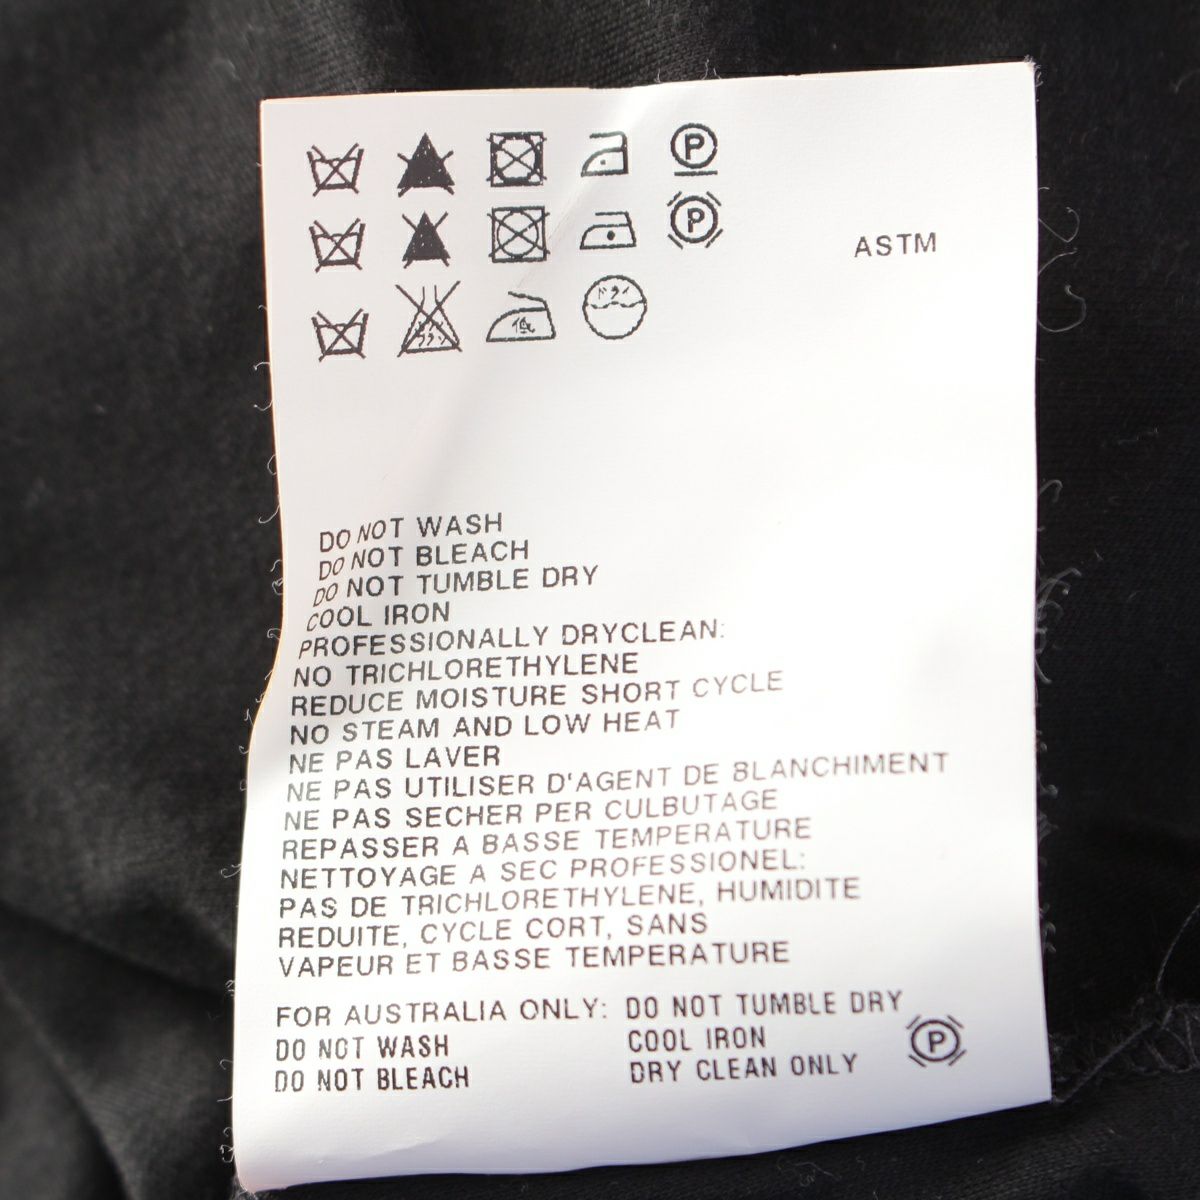 P
P
ASTM
ドライ
低
DO NOT WASH
DO NOT BLEACH
DO NOT TUMBLE DRY
COOL IRON
PROFESSIONALLY DRYCLEAN:
NO TRICHLORETHYLENE
REDUCE MOISTURE SHORT CYCLE
NO STEAM AND LOW HEAT
NE PAS LAVER
NE PAS UTILISER D'AGENT DE BLANCHIMENT
NE PAS SECHER PER CULBUTAGE
REPASSER A BASSE TEMPERATURE
NETTOYAGE A SEC PROFESSIONEL:
PAS DE TRICHLORETHYLENE, HUMIDITE
REDUITE, CYCLE CORT, SANS
VAPEUR ET BASSE TEMPERATURE
FOR AUSTRALIA ONLY: DO NOT TUMBLE DRY
DO NOT WASH COOL IRON
DO NOT BLEACH DRY CLEAN ONLY
P